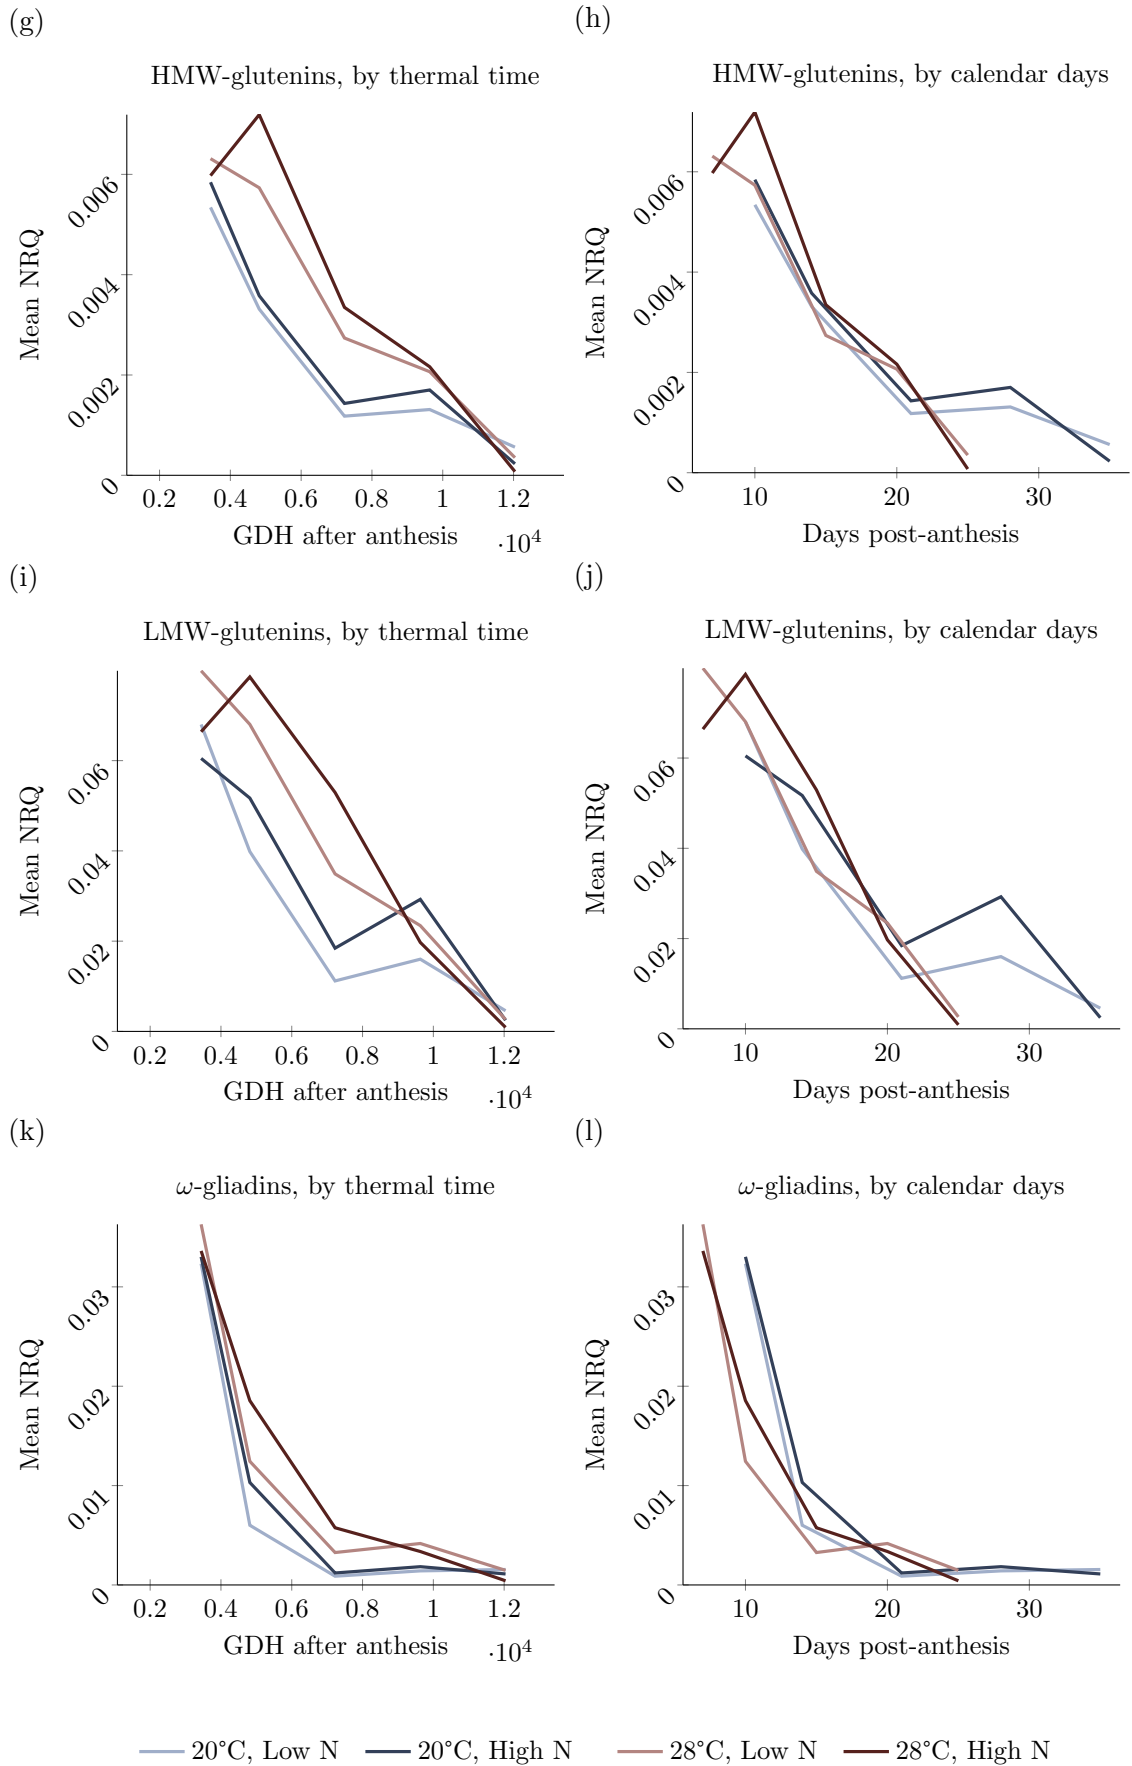 (g)
HMW-glutenins, by thermal time
Mean NRQ
0.006
0.004
0.002
0
0.2 0.4 0.6 0.8 1 1.2
GDH after anthesis
·10⁴
(h)
HMW-glutenins, by calendar days
Mean NRQ
0.006
0.004
0.002
0
10 20 30
Days post-anthesis
(i)
LMW-glutenins, by thermal time
Mean NRQ
0.06
0.04
0.02
0
0.2 0.4 0.6 0.8 1 1.2
GDH after anthesis
·10⁴
(j)
LMW-glutenins, by calendar days
Mean NRQ
0.06
0.04
0.02
0
10 20 30
Days post-anthesis
(k)
ω-gliadins, by thermal time
Mean NRQ
0.03
0.02
0.01
0
0.2 0.4 0.6 0.8 1 1.2
GDH after anthesis
·10⁴
(l)
ω-gliadins, by calendar days
Mean NRQ
0.03
0.02
0.01
0
10 20 30
Days post-anthesis
20°C, Low N 20°C, High N 28°C, Low N 28°C, High N